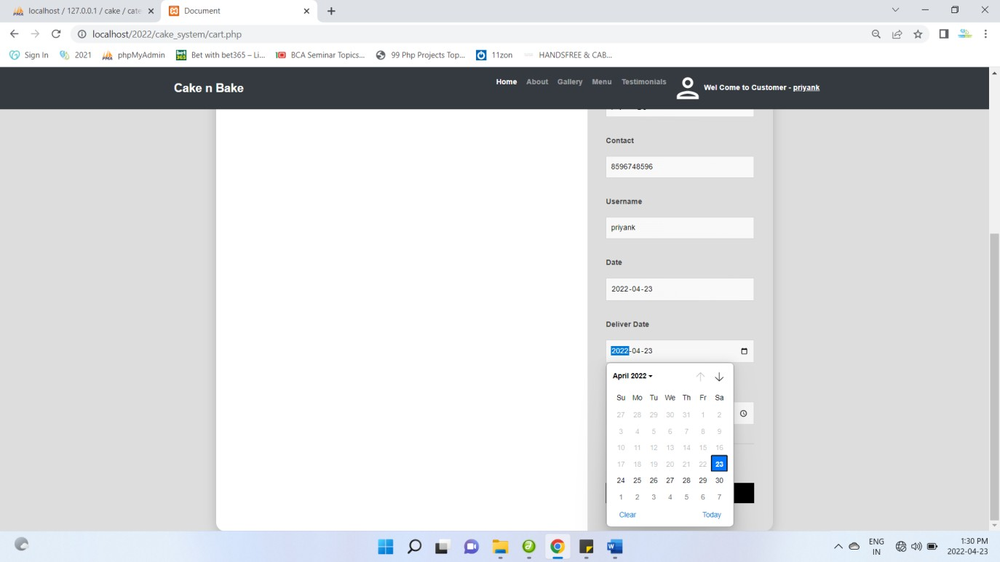 localhost / 127.0.0.1 / cake / cate
Document
localhost/2022/cake_system/cart.php
Sign In
2021
phpMyAdmin
Bet with bet365 – Li...
BCA Seminar Topics...
99 Php Projects Top...
11zon
HANDSFREE & CAB...
Cake n Bake
Home
About
Gallery
Menu
Testimonials
Wel Come to Customer - priyank
Contact
8596748596
Username
priyank
Date
2022-04-23
Deliver Date
2022-04-23
April 2022
Su Mo Tu We Th Fr Sa
27 28 29 30 31 1 2
3 4 5 6 7 8 9
10 11 12 13 14 15 16
17 18 19 20 21 22 23
24 25 26 27 28 29 30
1 2 3 4 5 6 7
Clear
Today
ENG
IN
1:30 PM
2022-04-23